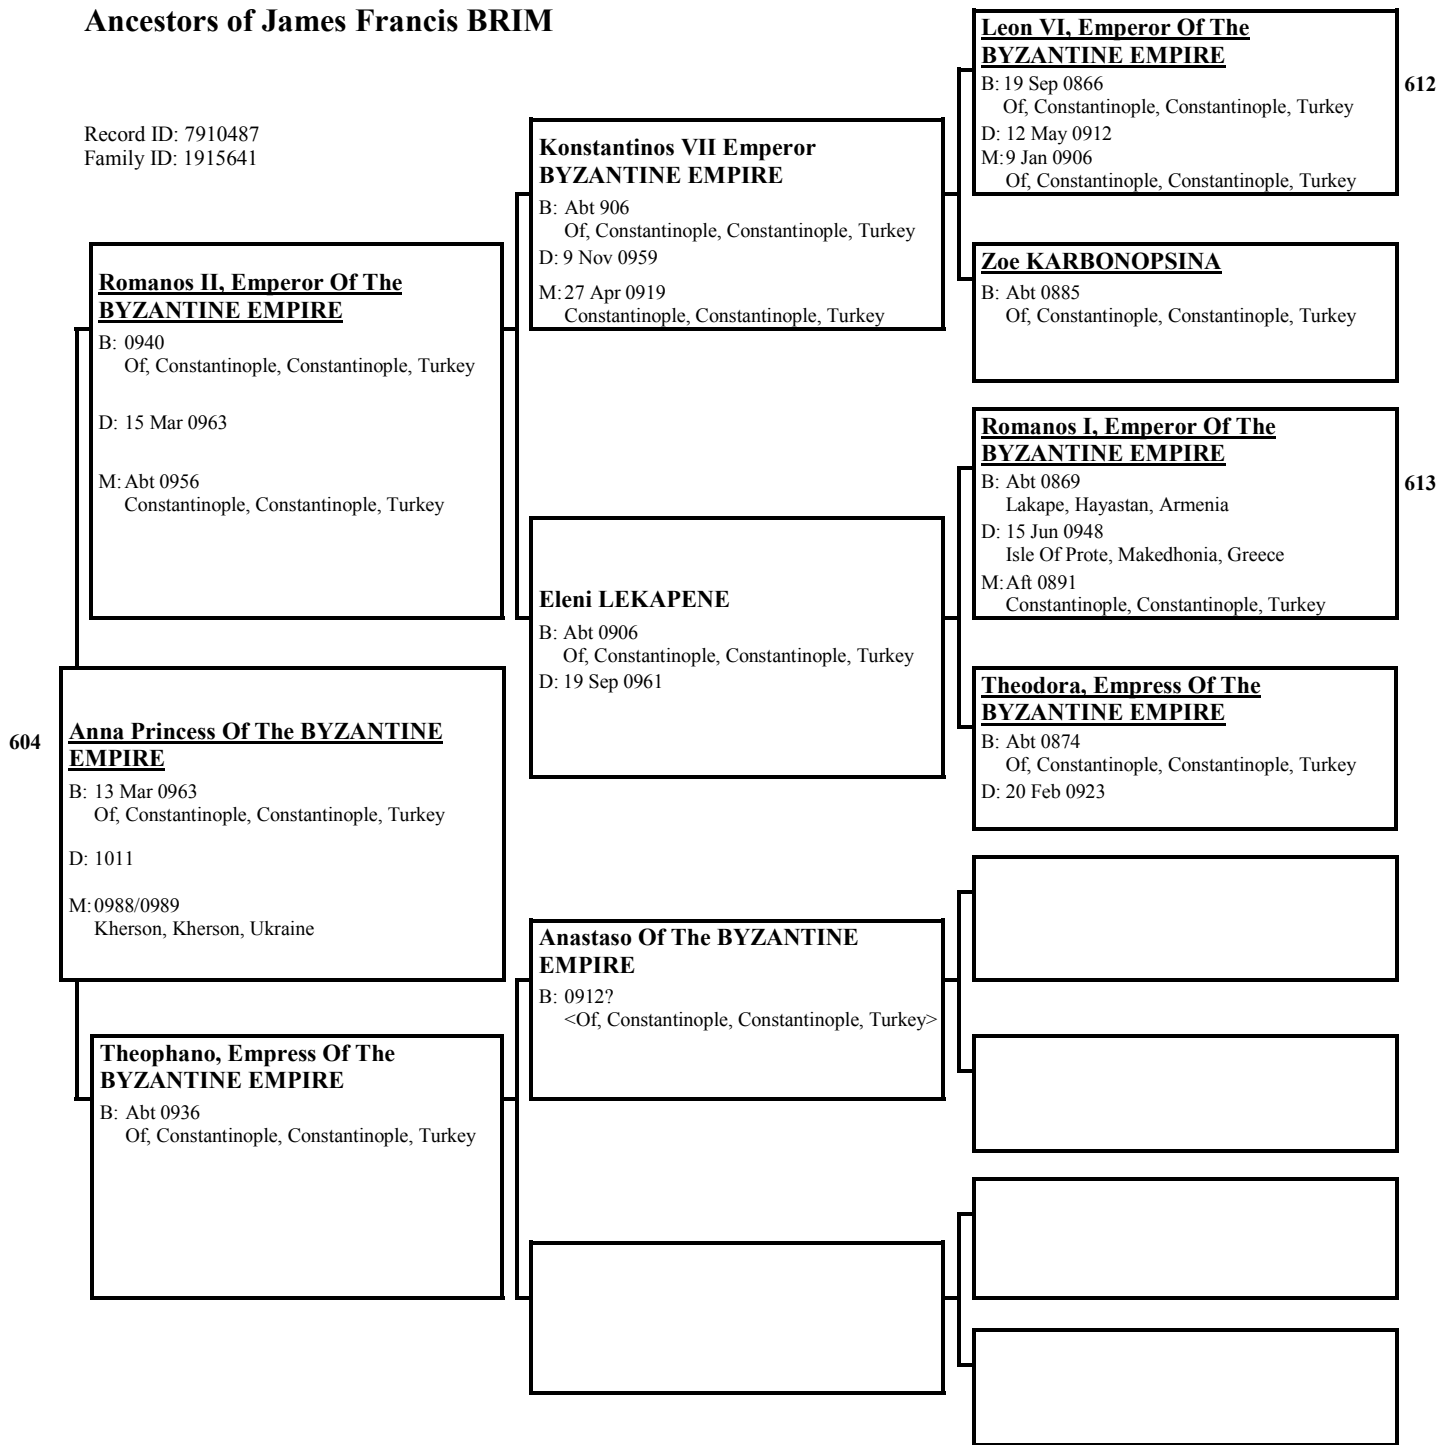 Ancestors of James Francis BRIM
Record ID: 7910487
Family ID: 1915641
604
Anna Princess Of The BYZANTINE
EMPIRE
B: 13 Mar 0963
Of, Constantinople, Constantinople, Turkey
D: 1011
M: 0988/0989
Kherson, Kherson, Ukraine
Romanos II, Emperor Of The
BYZANTINE EMPIRE
B: 0940
Of, Constantinople, Constantinople, Turkey
D: 15 Mar 0963
M: Abt 0956
Constantinople, Constantinople, Turkey
Theophano, Empress Of The
BYZANTINE EMPIRE
B: Abt 0936
Of, Constantinople, Constantinople, Turkey
Konstantinos VII Emperor
BYZANTINE EMPIRE
B: Abt 906
Of, Constantinople, Constantinople, Turkey
D: 9 Nov 0959
M: 27 Apr 0919
Constantinople, Constantinople, Turkey
Eleni LEKAPENE
B: Abt 0906
Of, Constantinople, Constantinople, Turkey
D: 19 Sep 0961
Anastaso Of The BYZANTINE
EMPIRE
B: 0912?
<Of, Constantinople, Constantinople, Turkey>
Leon VI, Emperor Of The
BYZANTINE EMPIRE
B: 19 Sep 0866
Of, Constantinople, Constantinople, Turkey
D: 12 May 0912
M: 9 Jan 0906
Of, Constantinople, Constantinople, Turkey
612
Zoe KARBONOPSINA
B: Abt 0885
Of, Constantinople, Constantinople, Turkey
Romanos I, Emperor Of The
BYZANTINE EMPIRE
B: Abt 0869
Lakape, Hayastan, Armenia
D: 15 Jun 0948
Isle Of Prote, Makedhonia, Greece
M: Aft 0891
Constantinople, Constantinople, Turkey
613
Theodora, Empress Of The
BYZANTINE EMPIRE
B: Abt 0874
Of, Constantinople, Constantinople, Turkey
D: 20 Feb 0923